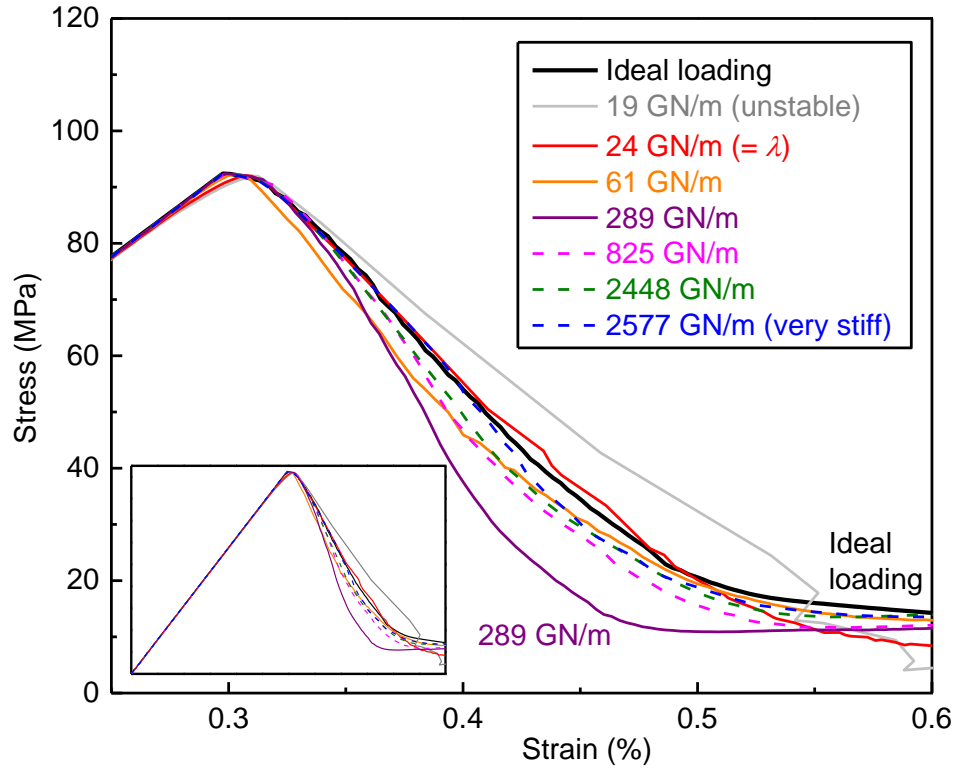 120
100
80
60
40
20
0
Stress (MPa)
Ideal loading
19 GN/m (unstable)
24 GN/m (= λ)
61 GN/m
289 GN/m
825 GN/m
2448 GN/m
2577 GN/m (very stiff)
Ideal
loading
289 GN/m
0.3
0.4
0.5
0.6
Strain (%)